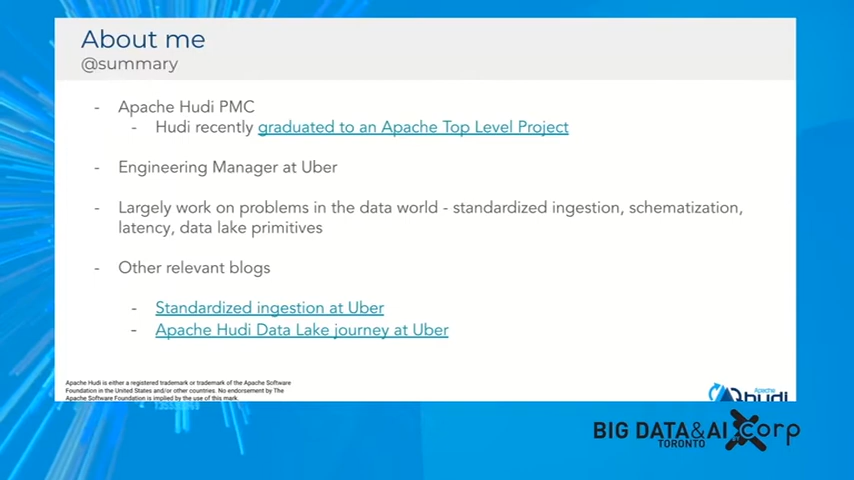 About me
@summary
- Apache Hudi PMC
- Hudi recently graduated to an Apache Top Level Project
- Engineering Manager at Uber
- Largely work on problems in the data world - standardized ingestion, schematization,
latency, data lake primitives
- Other relevant blogs
- Standardized ingestion at Uber
- Apache Hudi Data Lake journey at Uber
Apache Hudi is either a registered trademark or trademark of the Apache Software
Foundation in the United States and/or other countries. No endorsement by The
Apache Software Foundation is implied by the use of this mark.
Apache
hudi
BIG DATA&AI
TORONTO
corp